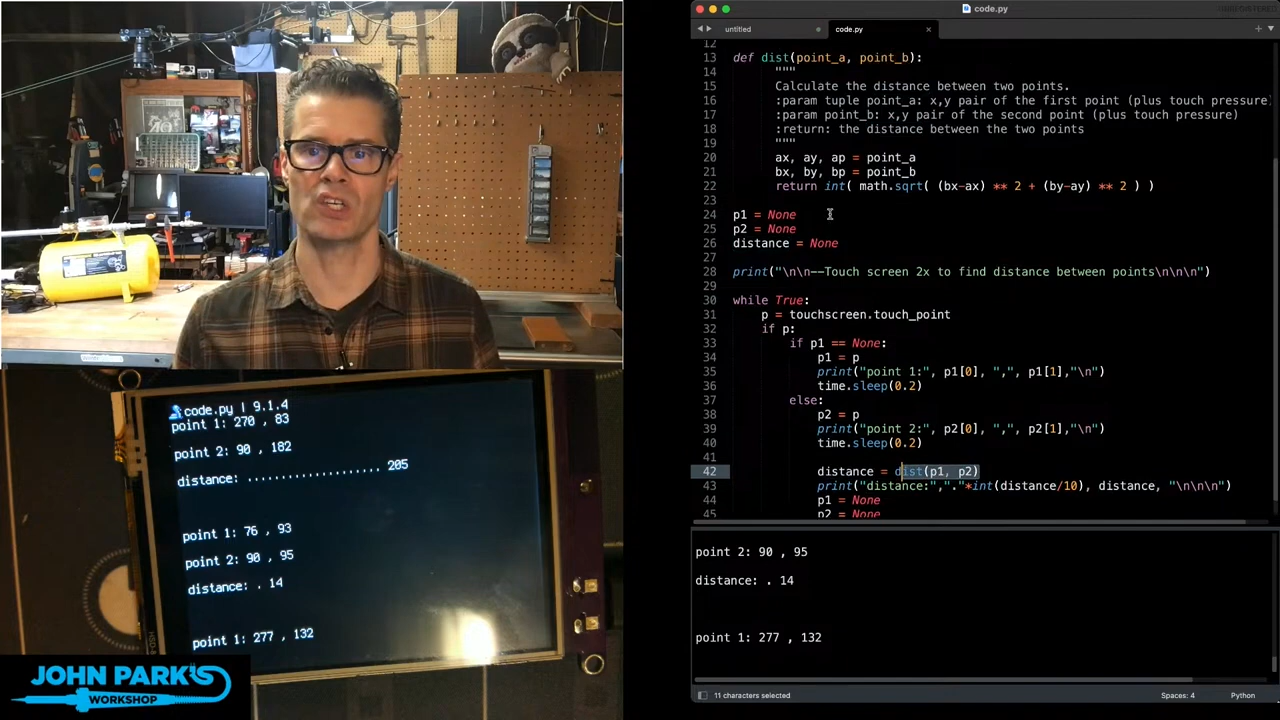 code.py
untitled
code.py
12
13 def dist(point_a, point_b):
14 """
15 Calculate the distance between two points.
16 :param tuple point_a: x,y pair of the first point (plus touch pressure)
17 :param point_b: x,y pair of the second point (plus touch pressure)
18 :return: the distance between the two points
19 """
20 ax, ay, ap = point_a
21 bx, by, bp = point_b
22 return int( math.sqrt( (bx-ax) ** 2 + (by-ay) ** 2 ) )
23
24 p1 = None
25 p2 = None
26 distance = None
27
28 print("\n\n--Touch screen 2x to find distance between points\n\n\n")
29
30 while True:
31 p = touchscreen.touch_point
32 if p:
33 if p1 == None:
34 p1 = p
35 print("point 1:", p1[0], ",", p1[1],"\n")
36 time.sleep(0.2)
37 else:
38 p2 = p
39 print("point 2:", p2[0], ",", p2[1],"\n")
40 time.sleep(0.2)
41
42 distance = dist(p1, p2)
43 print("distance:","."*int(distance/10), distance, "\n\n\n")
44 p1 = None
45 p2 = None
point 2: 90 , 95
distance: . 14
point 1: 277 , 132
11 characters selected
Spaces: 4
Python
code.py | 9.1.4
point 1: 270 , 83
point 2: 90 , 182
distance: .................... 205
point 1: 76 , 93
point 2: 90 , 95
distance: . 14
point 1: 277 , 132
JOHN PARK'S
WORKSHOP